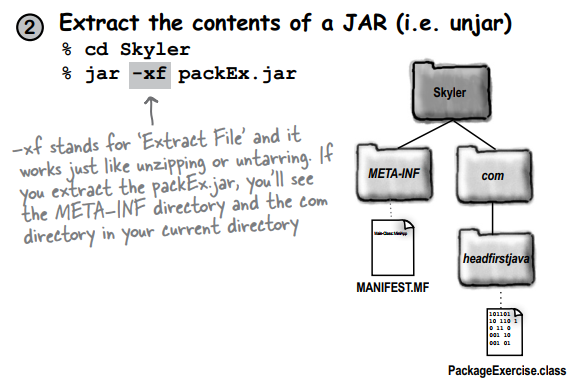 2 Extract the contents of a JAR (i.e. unjar)
% cd Skyler
% jar -xf packEx.jar
-xf stands for 'Extract File' and it
works just like unzipping or untarring. If
you extract the packEx.jar, you'll see
the META-INF directory and the com
directory in your current directory
Skyler
META-INF
com
headfirstjava
MANIFEST.MF
101101
10 110 1
0 11 0
001 10
001 01
PackageExercise.class